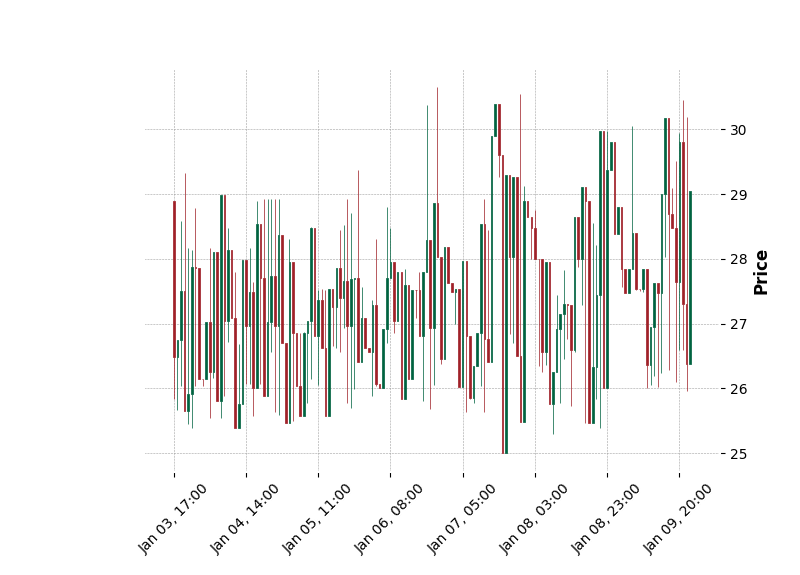 30
29
28
27
26
25
Price
Jan 03, 17:00
Jan 04, 14:00
Jan 05, 11:00
Jan 06, 08:00
Jan 07, 05:00
Jan 08, 03:00
Jan 08, 23:00
Jan 09, 20:00